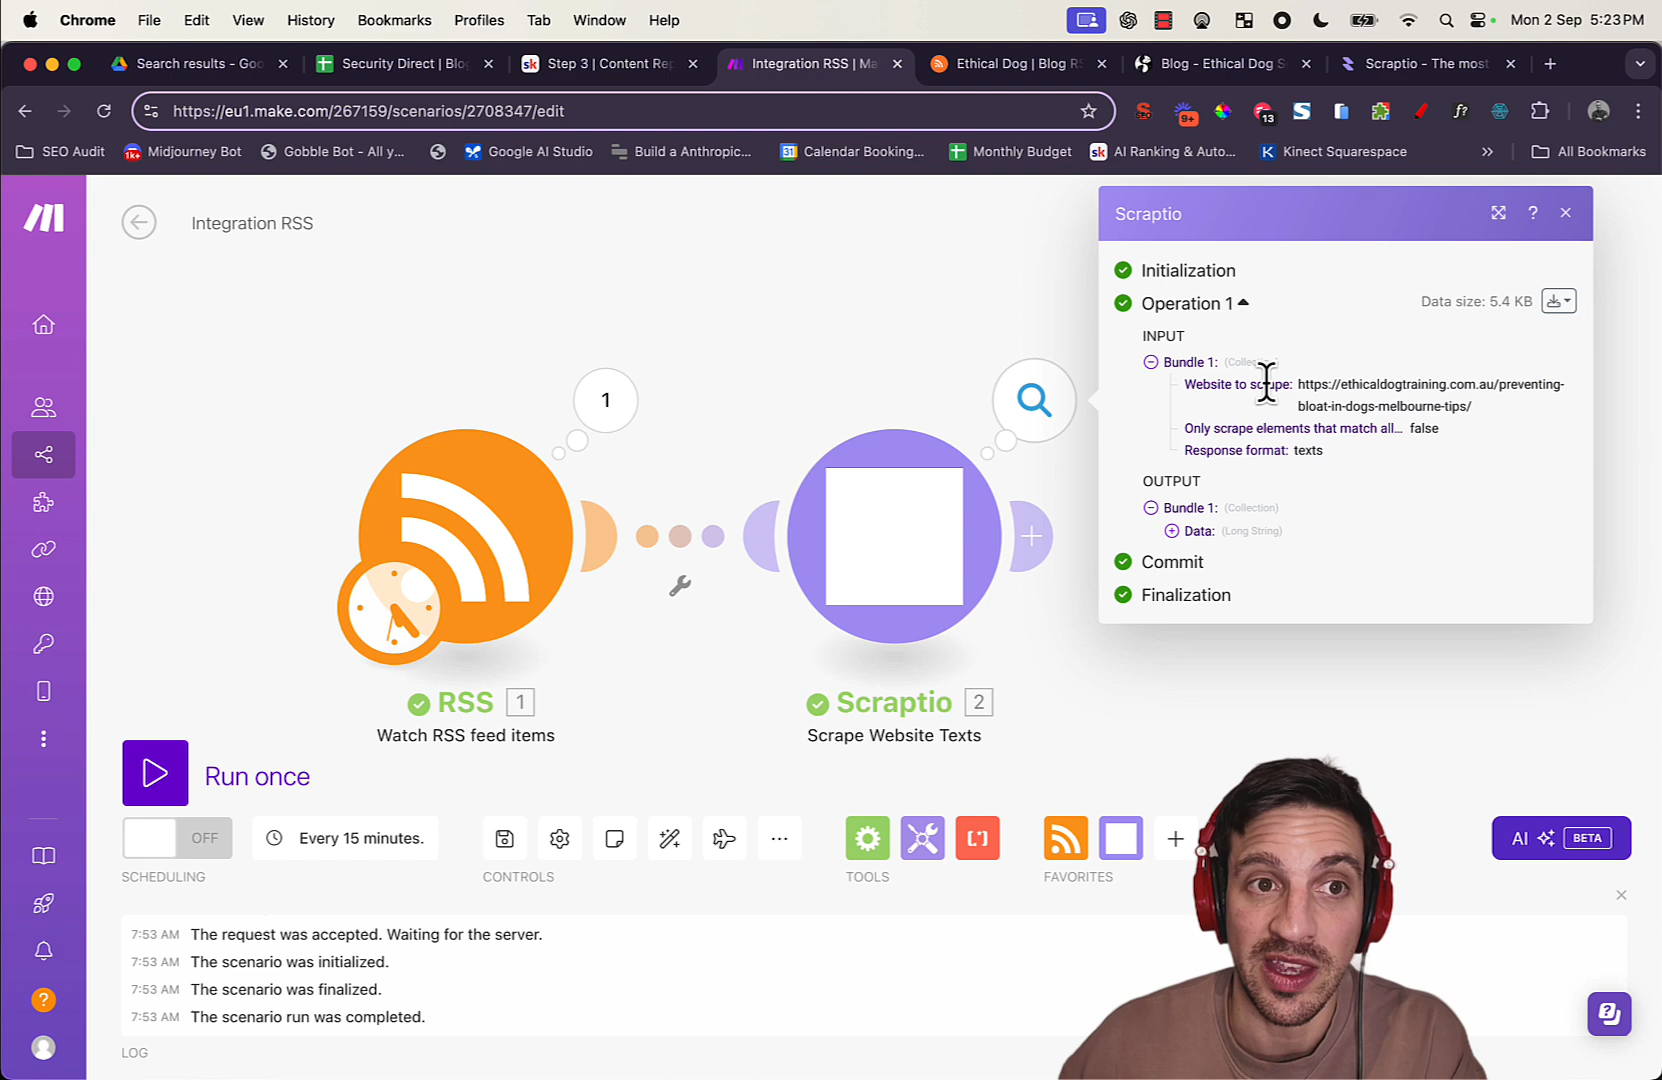 Chrome File Edit View History Bookmarks Profiles Tab Window Help Mon 2 Sep 5:23PM
Search results - Goo
Security Direct | Blog
sk Step 3 | Content Rep
Integration RSS | Ma
Ethical Dog | Blog RS
Blog - Ethical Dog S
Scraptio - The most
https://eu1.make.com/267159/scenarios/2708347/edit
9+
13
f?
SEO Audit
1k+ Midjourney Bot
Gobble Bot - All y...
Google AI Studio
Build a Anthropic...
31 Calendar Booking...
Monthly Budget
sk AI Ranking & Auto...
K Kinect Squarespace
All Bookmarks
Integration RSS
Scraptio
?
Initialization
Operation 1
Data size: 5.4 KB
INPUT
Bundle 1:
Website to scrape: https://ethicaldogtraining.com.au/preventing-
bloat-in-dogs-melbourne-tips/
Only scrape elements that match all... false
Response format: texts
OUTPUT
Bundle 1: (Collection)
Data: (Long String)
Commit
Finalization
1
RSS 1
Watch RSS feed items
Scraptio 2
Scrape Website Texts
Run once
OFF
Every 15 minutes.
SCHEDULING
CONTROLS
TOOLS
FAVORITES
AI BETA
7:53 AM The request was accepted. Waiting for the server.
7:53 AM The scenario was initialized.
7:53 AM The scenario was finalized.
7:53 AM The scenario run was completed.
LOG
?